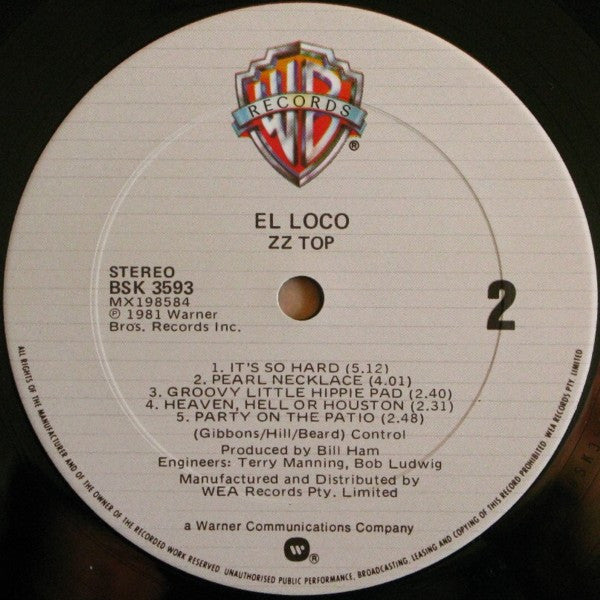 WB
RECORDS
®
EL LOCO
ZZ TOP
STEREO
BSK 3593
MX198584
℗ 1981 Warner
Bros. Records Inc.
2
1. IT'S SO HARD (5.12)
2. PEARL NECKLACE (4.01)
3. GROOVY LITTLE HIPPIE PAD (2.40)
4. HEAVEN, HELL OR HOUSTON (2.31)
5. PARTY ON THE PATIO (2.48)
(Gibbons/Hill/Beard) Control
Produced by Bill Ham
Engineers: Terry Manning, Bob Ludwig
Manufactured and Distributed by
WEA Records Pty. Limited
a Warner Communications Company
®
ALL RIGHTS OF THE MANUFACTURER AND OF THE OWNER OF THE RECORDED WORK RESERVED. UNAUTHORISED PUBLIC PERFORMANCE, BROADCASTING, LEASING AND COPYING OF THIS RECORD PROHIBITED. WEA RECORDS PTY. LIMITED